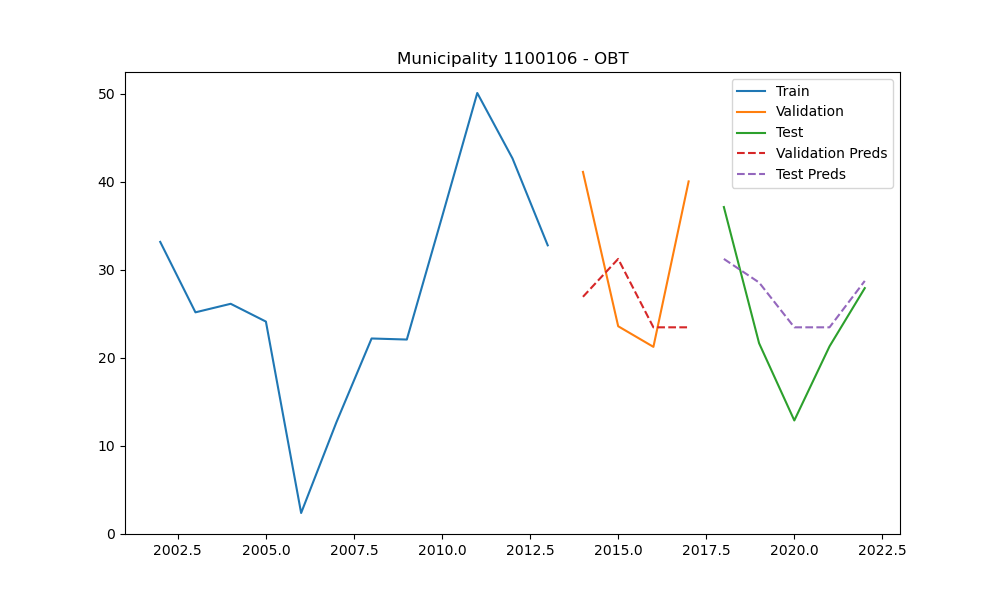 Municipality 1100106 - OBT
Train
Validation
Test
Validation Preds
Test Preds
50
40
30
20
10
0
2002.5 2005.0 2007.5 2010.0 2012.5 2015.0 2017.5 2020.0 2022.5